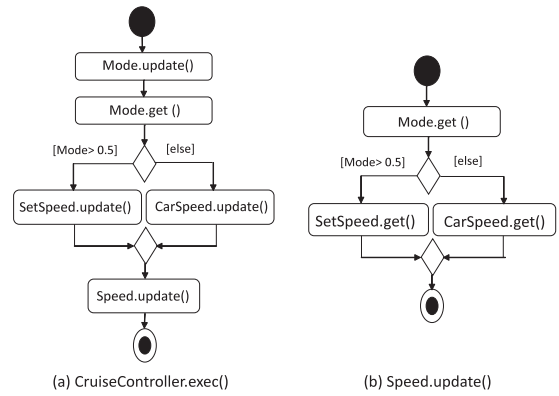 Mode.update()
Mode.get ()
[Mode> 0.5]
[else]
SetSpeed.update()
CarSpeed.update()
Speed.update()
(a) CruiseController.exec()
Mode.get ()
[Mode> 0.5]
[else]
SetSpeed.get()
CarSpeed.get()
(b) Speed.update()